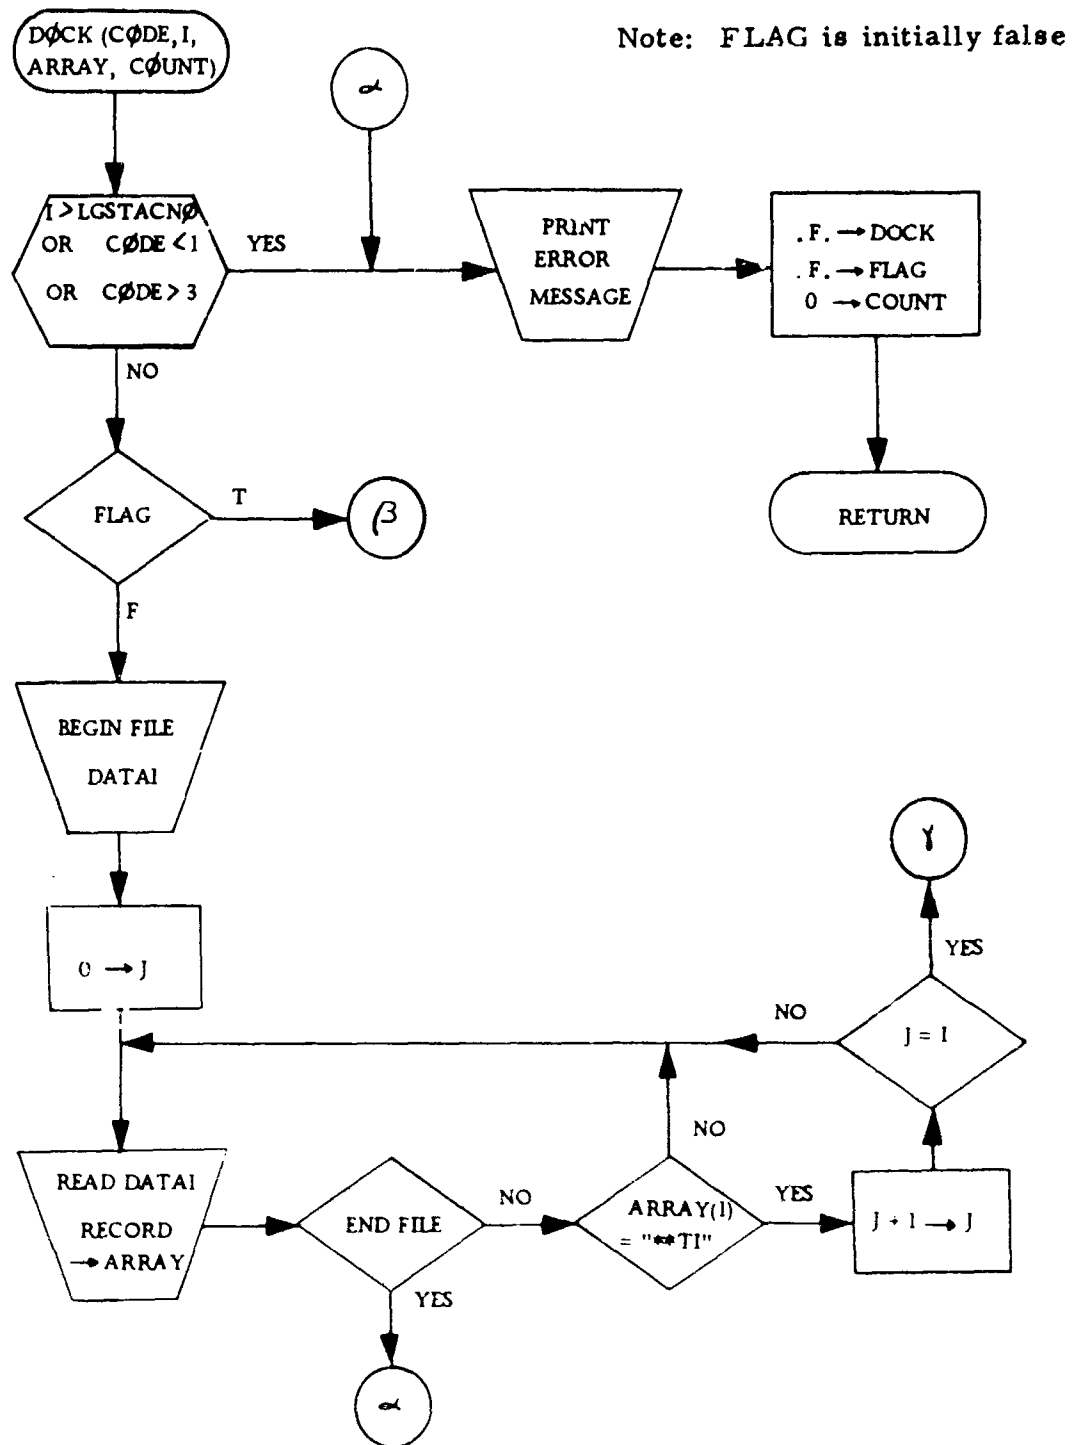 DØCK (CØDE, I,
ARRAY, CØUNT)
Note: FLAG is initially false
α
I > LGSTACNØ
OR CØDE < 1
OR CØDE > 3
YES
PRINT
ERROR
MESSAGE
.F. → DOCK
.F. → FLAG
0 → COUNT
NO
RETURN
FLAG
T
β
F
BEGIN FILE
DATA1
0 → J
γ
YES
J = I
NO
NO
READ DATA1
RECORD
→ ARRAY
END FILE
NO
ARRAY(1)
= "**TI"
YES
J + 1 → J
YES
α